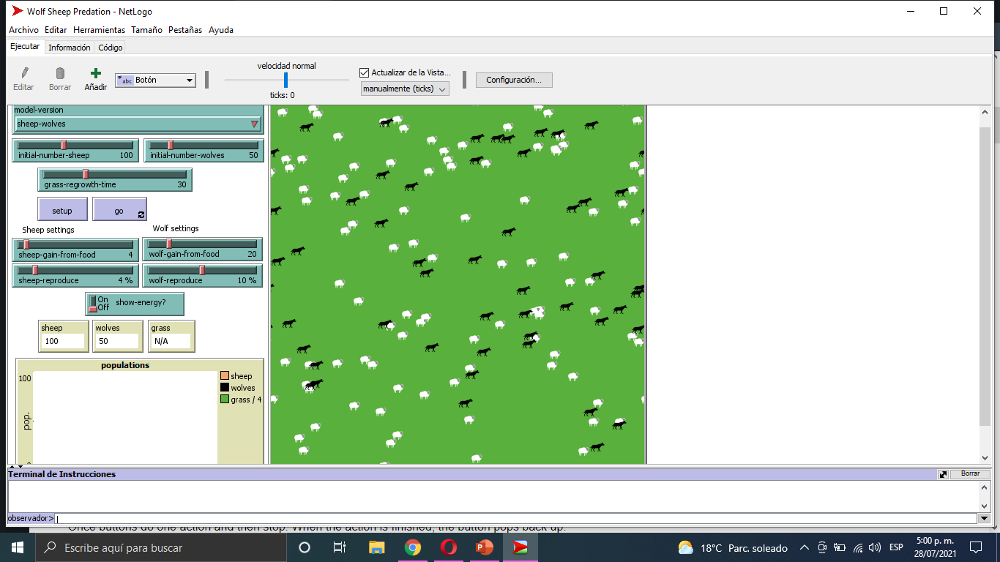 Wolf Sheep Predation - NetLogo
Archivo Editar Herramientas Tamaño Pestañas Ayuda
Ejecutar Información Código
Editar Borrar Añadir
abc Botón
velocidad normal
ticks: 0
Actualizar de la Vista...
manualmente (ticks)
Configuración...
model-version
sheep-wolves
initial-number-sheep 100
initial-number-wolves 50
grass-regrowth-time 30
setup go
Sheep settings Wolf settings
sheep-gain-from-food 4
wolf-gain-from-food 20
sheep-reproduce 4 %
wolf-reproduce 10 %
On
Off
show-energy?
sheep wolves grass
100 50 N/A
populations
100
pop.
sheep
wolves
grass / 4
Terminal de Instrucciones
Borrar
observador>
Once buttons do one action and then stop. When the action is finished, the button pops back up.
Escribe aquí para buscar
18°C Parc. soleado
ESP
5:00 p. m.
28/07/2021